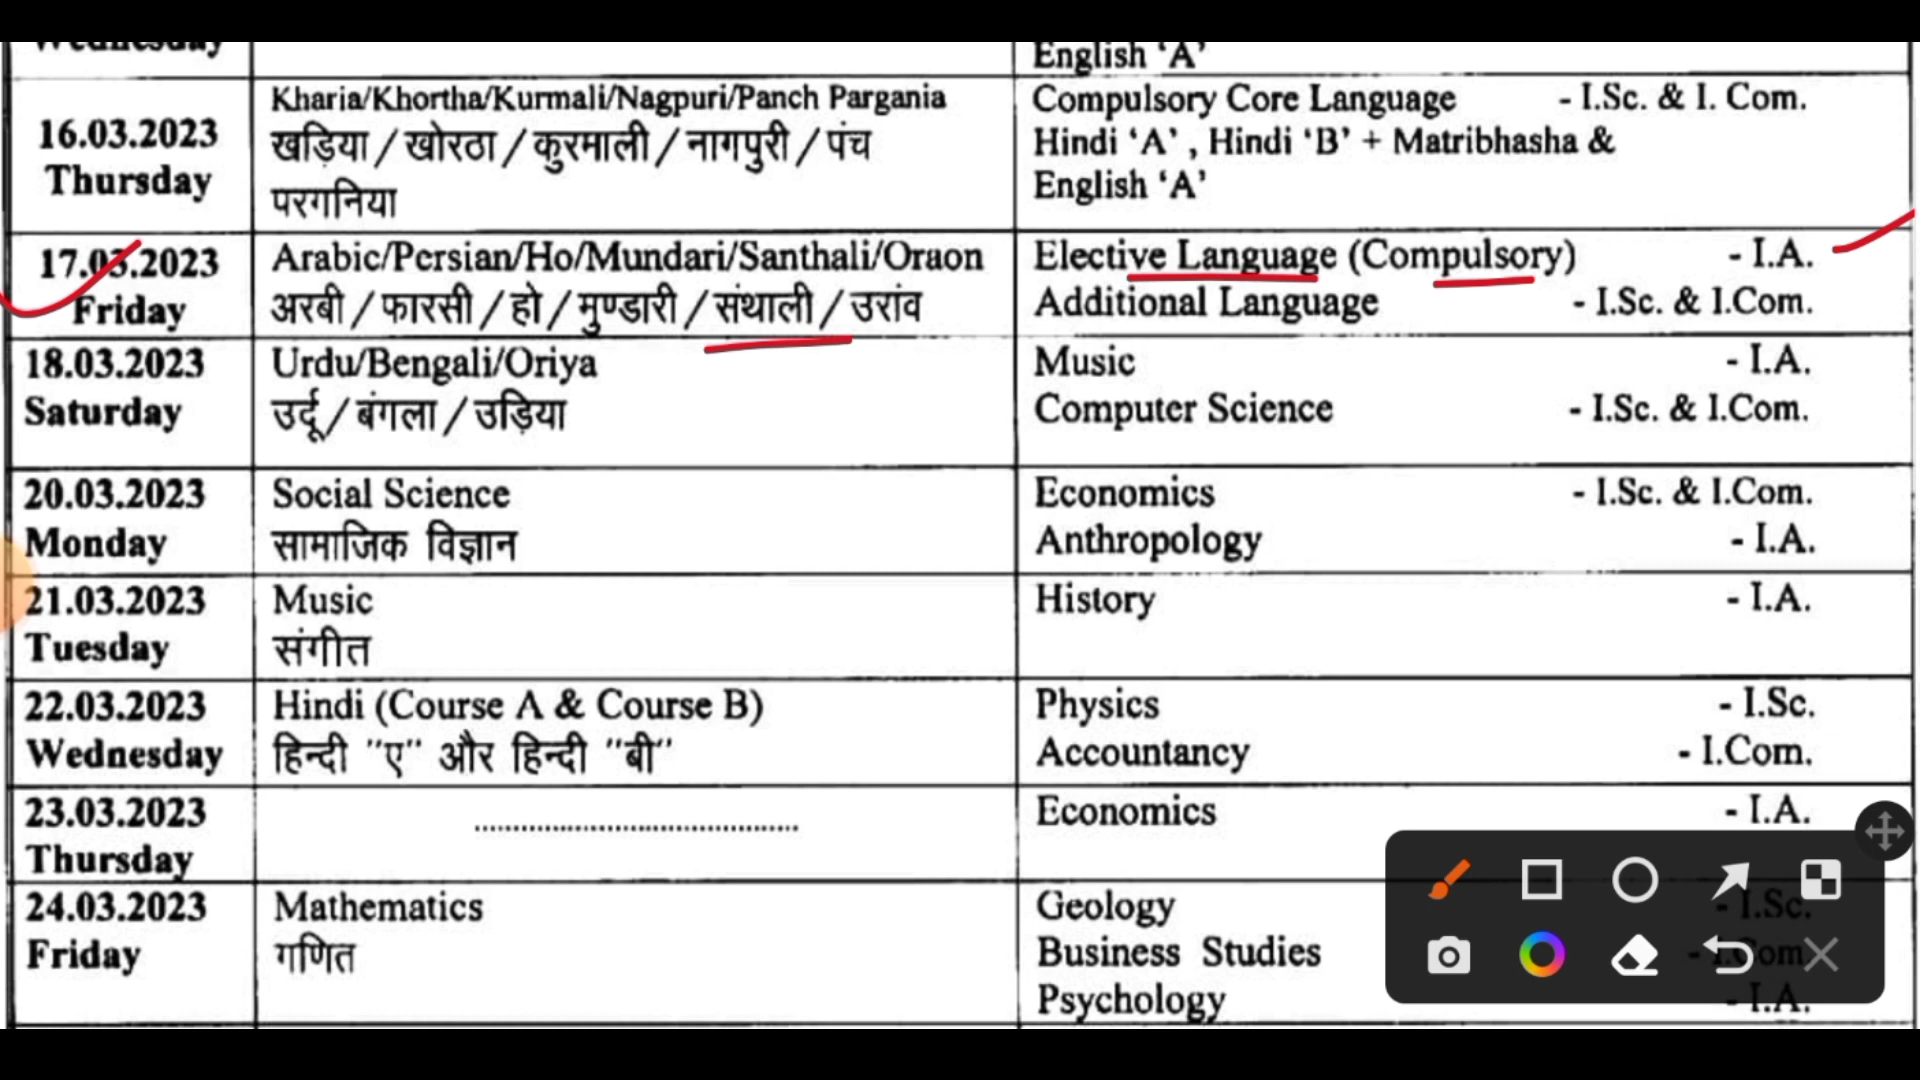 Wednesday
English ‘A’
16.03.2023
Thursday
Kharia/Khortha/Kurmali/Nagpuri/Panch Pargania
खड़िया / खोरठा / कुरमाली / नागपुरी / पंच
परगनिया
Compulsory Core Language - I.Sc. & I. Com.
Hindi ‘A’ , Hindi ‘B’ + Matribhasha &
English ‘A’
17.03.2023
Friday
Arabic/Persian/Ho/Mundari/Santhali/Oraon
अरबी / फारसी / हो / मुण्डारी / संथाली / उरांव
Elective Language (Compulsory) - I.A.
Additional Language - I.Sc. & I.Com.
18.03.2023
Saturday
Urdu/Bengali/Oriya
उर्दू / बंगला / उड़िया
Music - I.A.
Computer Science - I.Sc. & I.Com.
20.03.2023
Monday
Social Science
सामाजिक विज्ञान
Economics - I.Sc. & I.Com.
Anthropology - I.A.
21.03.2023
Tuesday
Music
संगीत
History - I.A.
22.03.2023
Wednesday
Hindi (Course A & Course B)
हिन्दी "ए" और हिन्दी "बी"
Physics - I.Sc.
Accountancy - I.Com.
23.03.2023
Thursday
Economics - I.A.
24.03.2023
Friday
Mathematics
गणित
Geology - I.Sc.
Business Studies
Psychology - I.A.